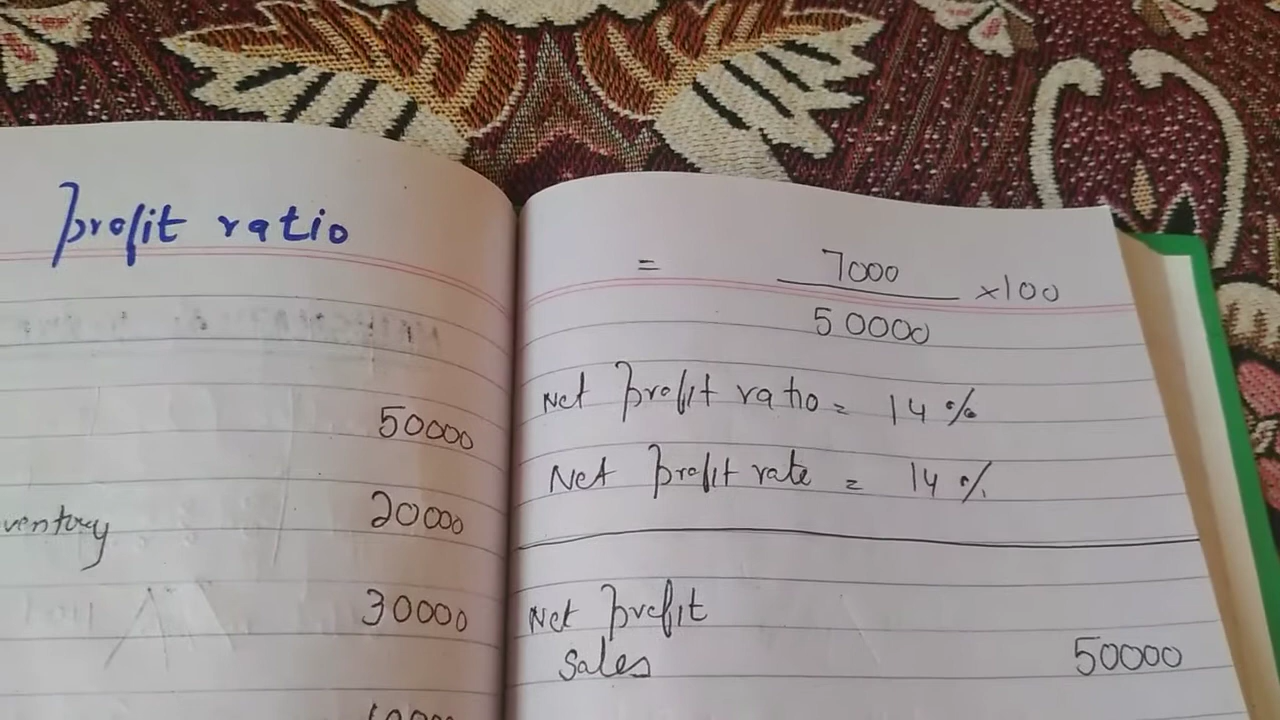 profit ratio
50000
ventory 20000
30000
= 7000 ×100
50000
Net profit ratio = 14 %
Net profit rate = 14 %
Net profit
Sales 50000